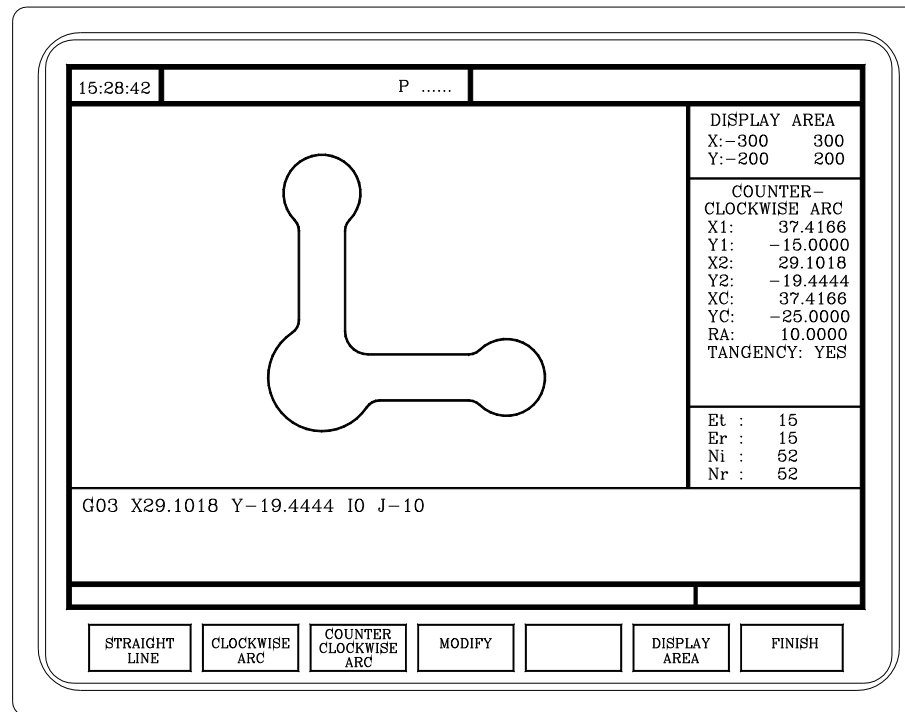 15:28:42
P ......
DISPLAY AREA
X:-300 300
Y:-200 200
COUNTER-
CLOCKWISE ARC
X1: 37.4166
Y1: -15.0000
X2: 29.1018
Y2: -19.4444
XC: 37.4166
YC: -25.0000
RA: 10.0000
TANGENCY: YES
Et : 15
Er : 15
Ni : 52
Nr : 52
G03 X29.1018 Y-19.4444 I0 J-10
STRAIGHT
LINE
CLOCKWISE
ARC
COUNTER
CLOCKWISE
ARC
MODIFY
DISPLAY
AREA
FINISH